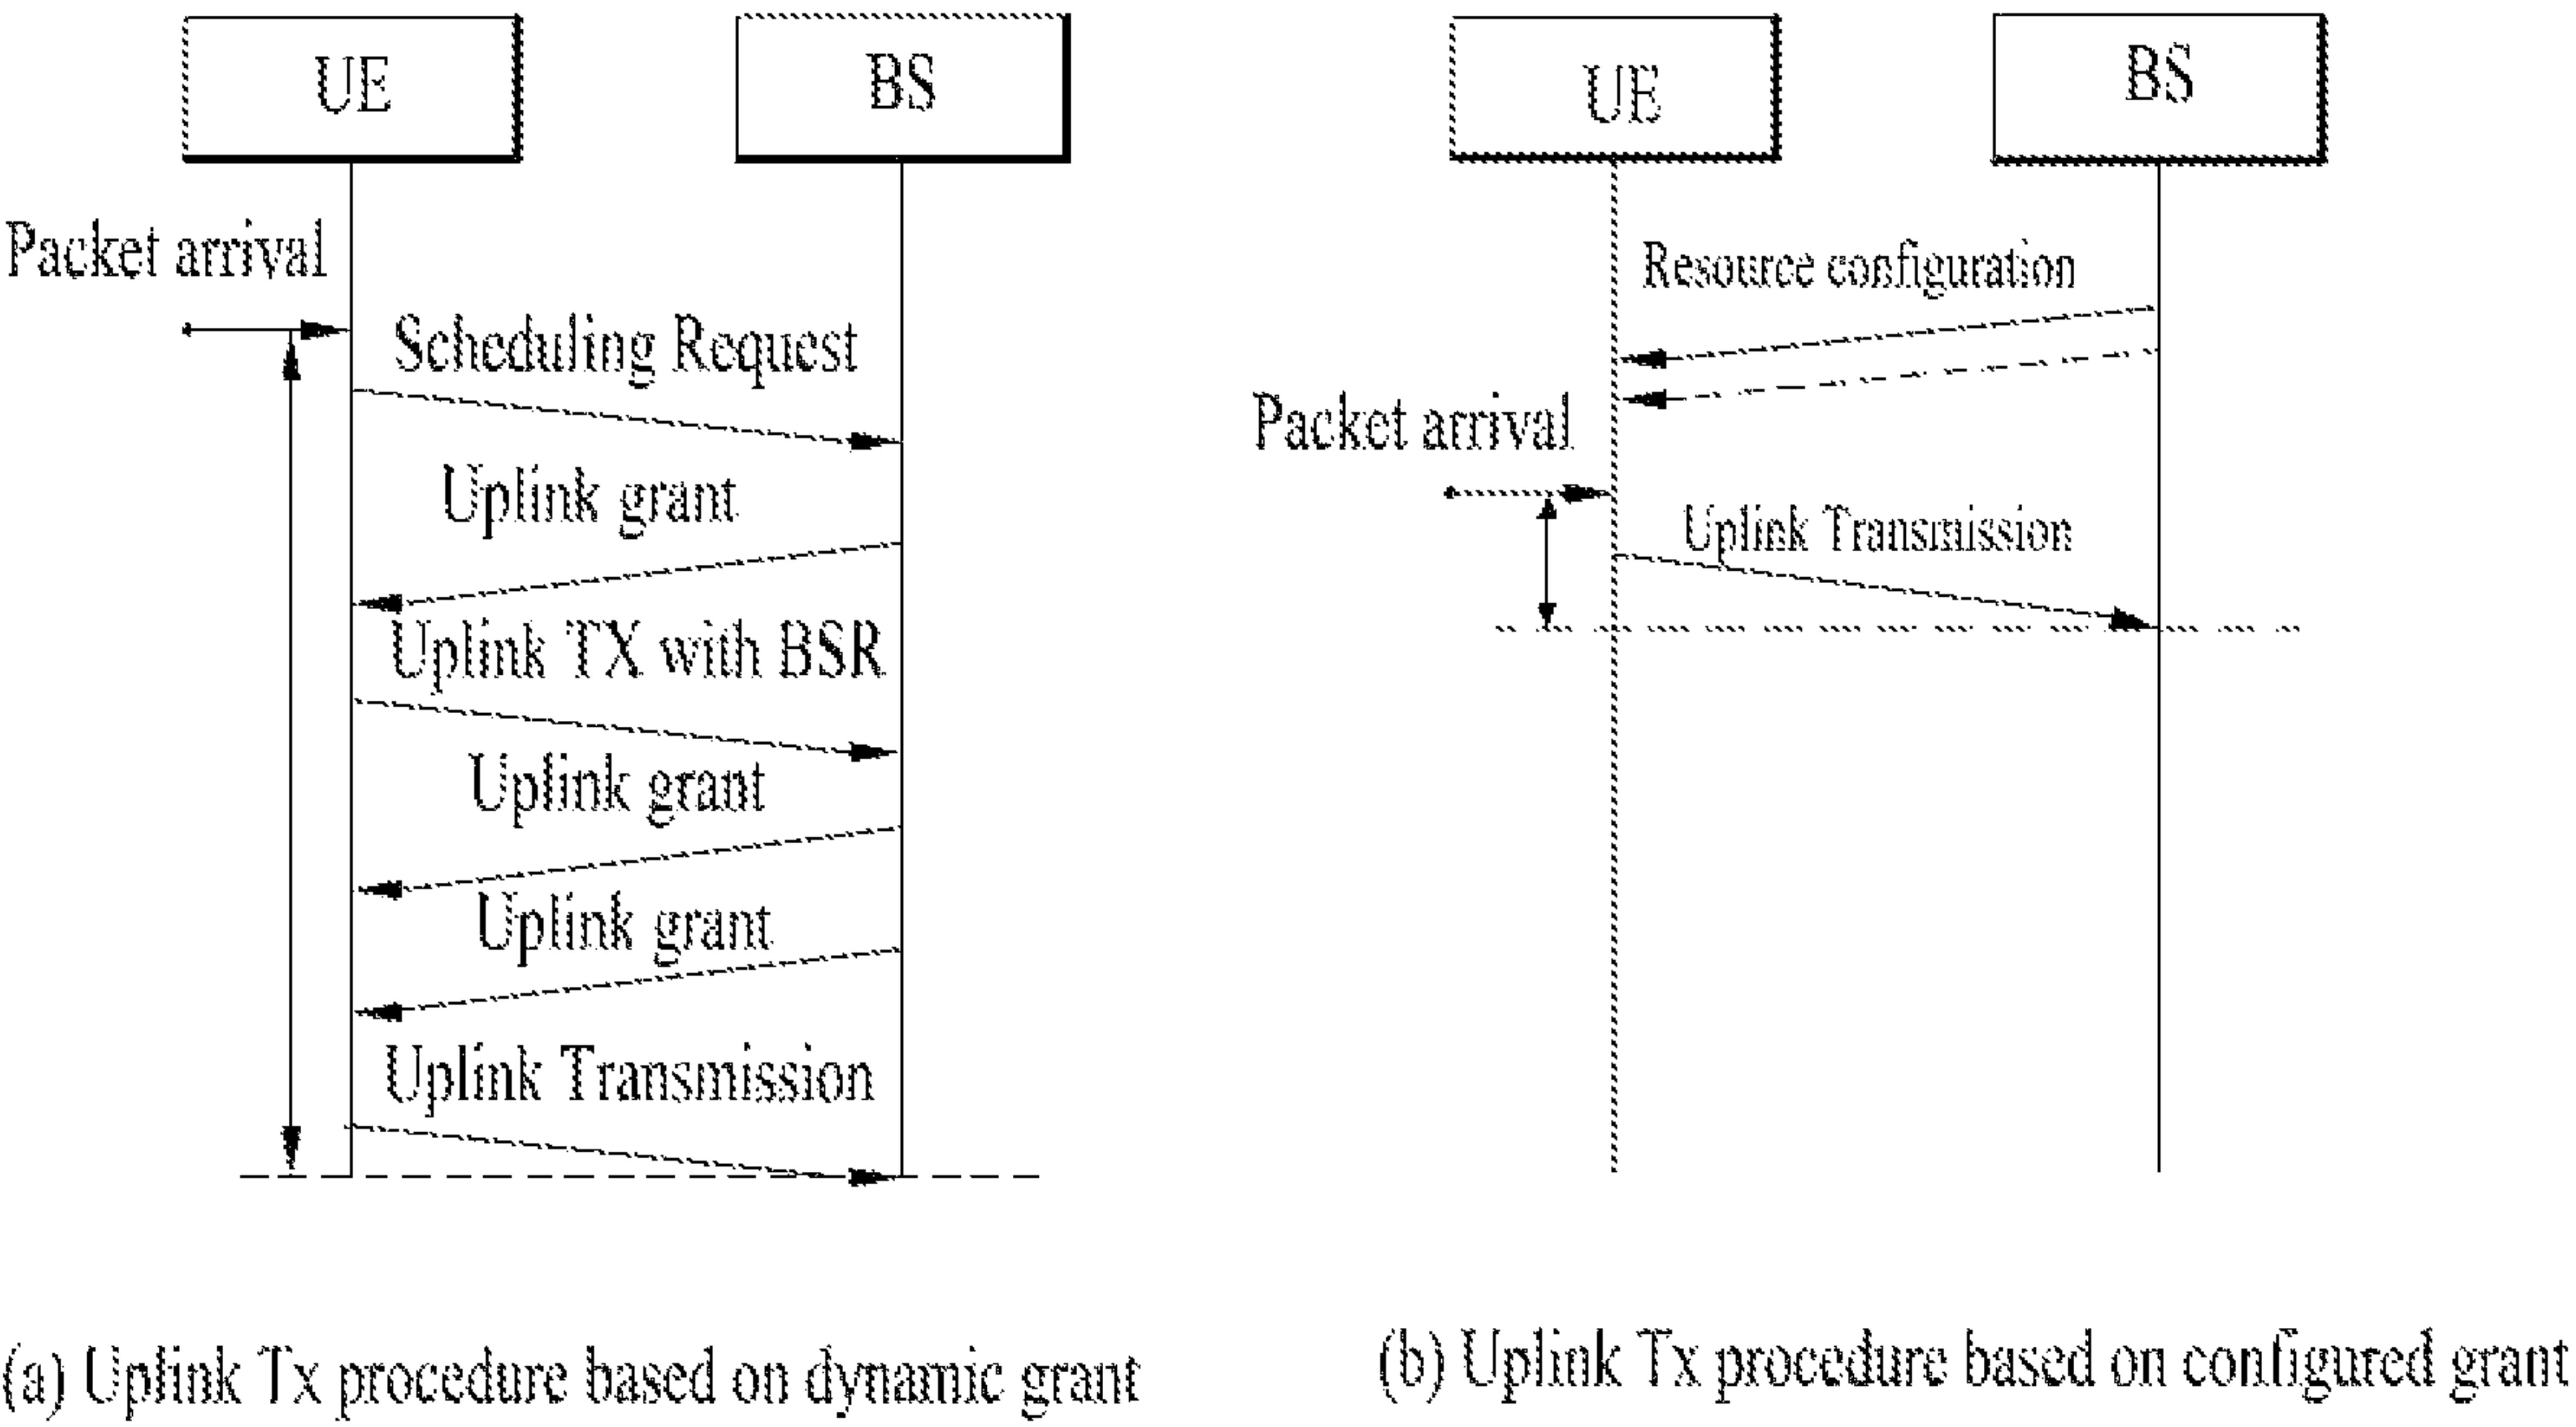 UE
BS
Packet arrival
Scheduling Request
Uplink grant
Uplink TX with BSR
Uplink grant
Uplink grant
Uplink Transmission
(a) Uplink Tx procedure based on dynamic grant
UE
BS
Resource configuration
Packet arrival
Uplink Transmission
(b) Uplink Tx procedure based on configured grant